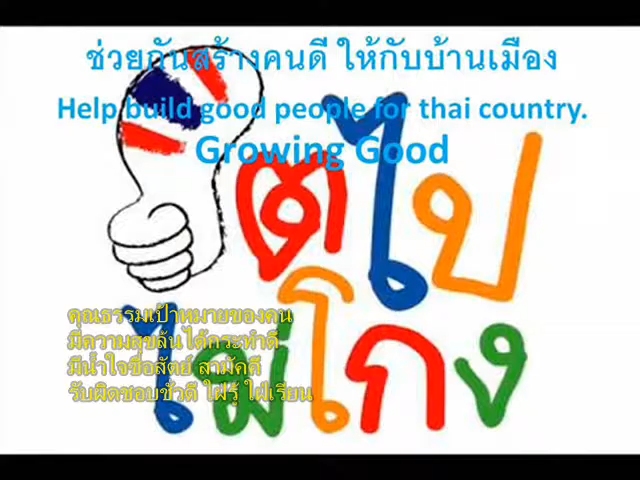 ช่วยกันสร้างคนดี ให้กับบ้านเมือง
Help build good people for thai country.
Growing Good
โตไป
ไม่โกง
คุณธรรมเป้าหมายของคน
มีความสุขล้นได้กระทำดี
มีน้ำใจซื่อสัตย์ สามัคคี
รับผิดชอบชั่วดี ใฝ่รู้ ใฝ่เรียน